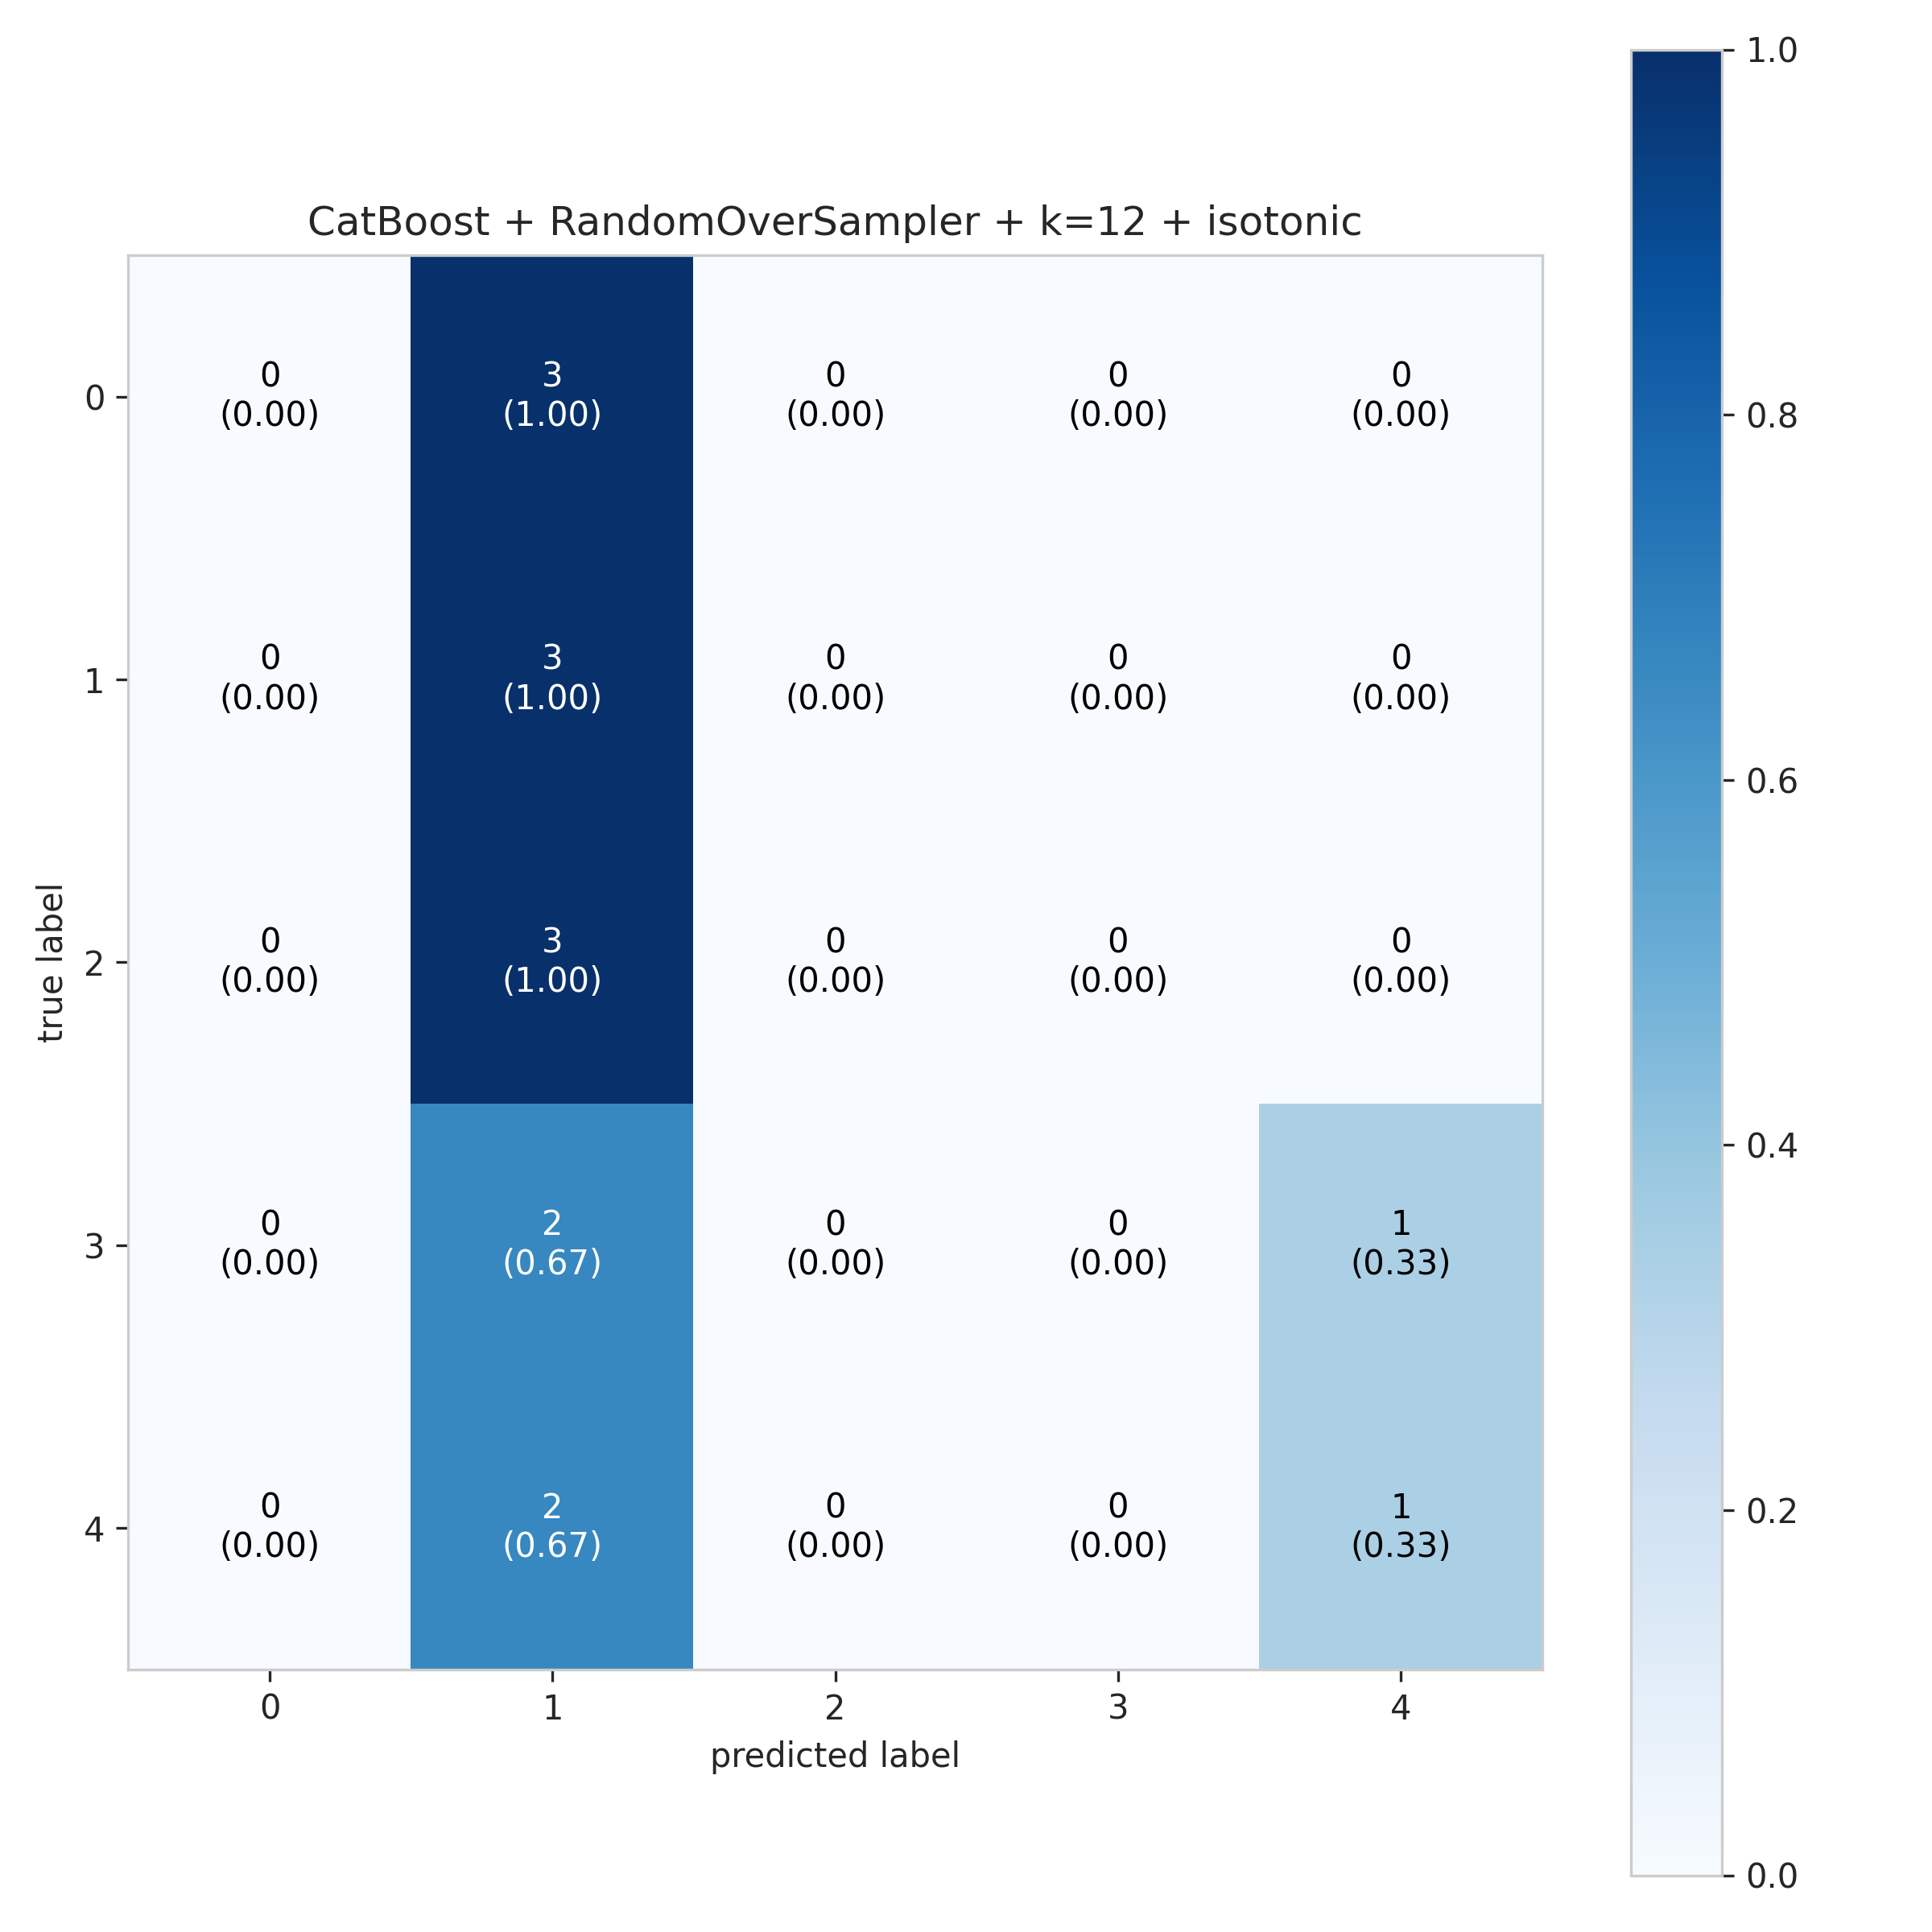 CatBoost + RandomOverSampler + k=12 + isotonic
0 3 0 0 0
(0.00) (1.00) (0.00) (0.00) (0.00)
0
0 3 0 0 0
(0.00) (1.00) (0.00) (0.00) (0.00)
1
0 3 0 0 0
(0.00) (1.00) (0.00) (0.00) (0.00)
2
0 2 0 0 1
(0.00) (0.67) (0.00) (0.00) (0.33)
3
0 2 0 0 1
(0.00) (0.67) (0.00) (0.00) (0.33)
4
true label
0 1 2 3 4
predicted label
1.0
0.8
0.6
0.4
0.2
0.0